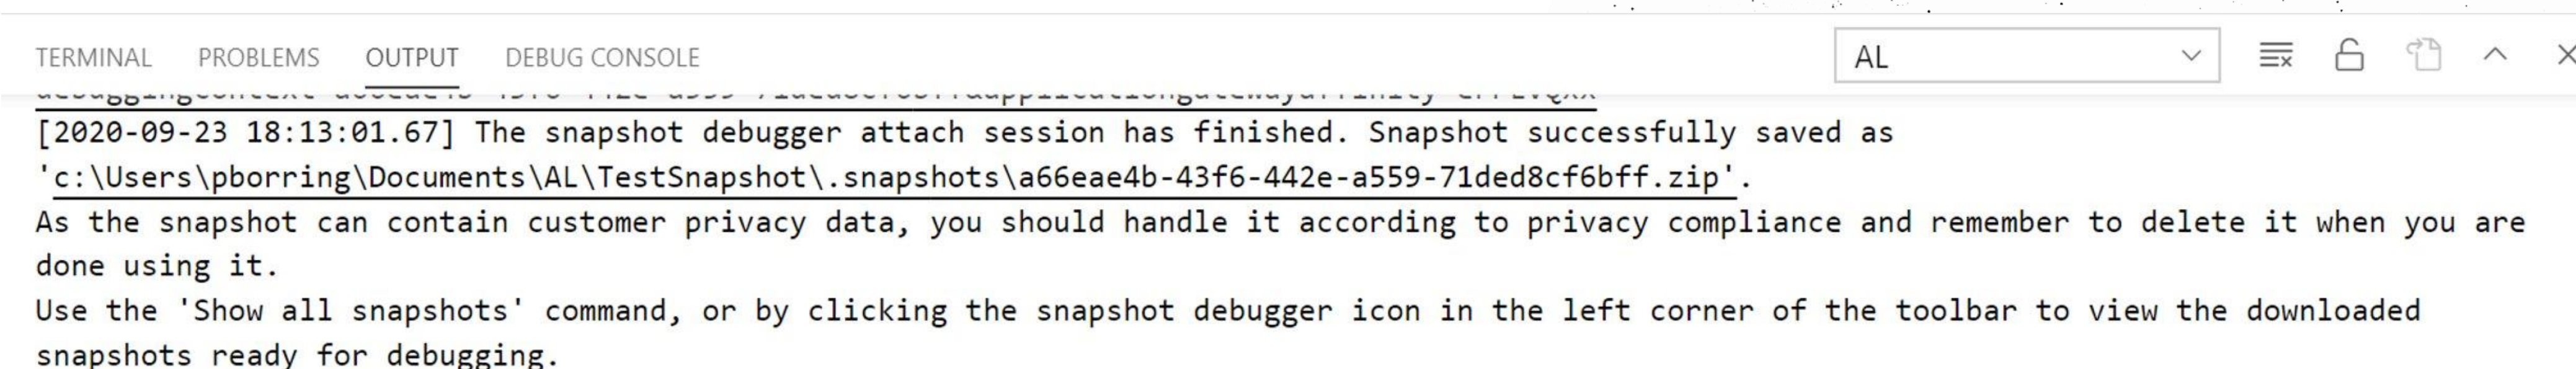 TERMINAL PROBLEMS OUTPUT DEBUG CONSOLE AL
[2020-09-23 18:13:01.67] The snapshot debugger attach session has finished. Snapshot successfully saved as
'c:\Users\pborring\Documents\AL\TestSnapshot\.snapshots\a66eae4b-43f6-442e-a559-71ded8cf6bff.zip'.
As the snapshot can contain customer privacy data, you should handle it according to privacy compliance and remember to delete it when you are
done using it.
Use the 'Show all snapshots' command, or by clicking the snapshot debugger icon in the left corner of the toolbar to view the downloaded
snapshots ready for debugging.